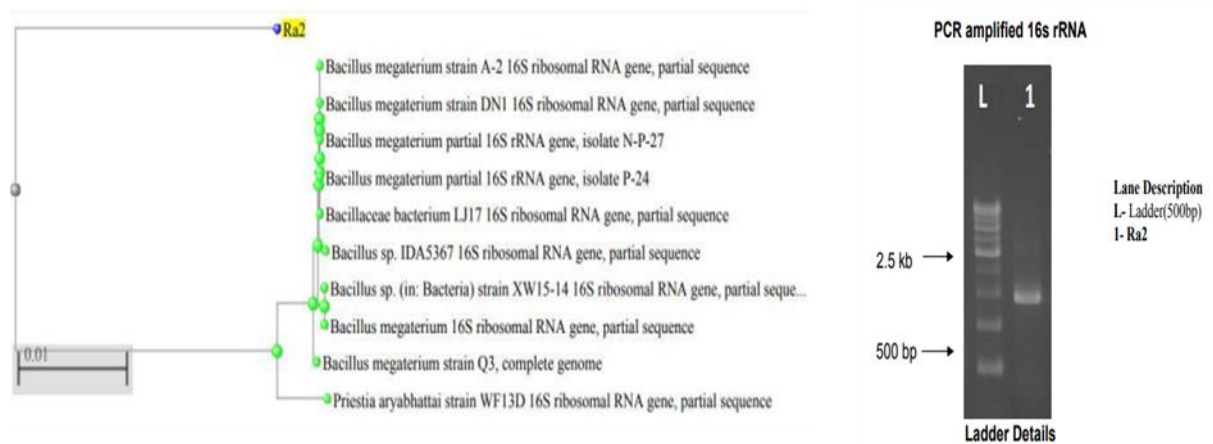 Ra2
Bacillus megaterium strain A-2 16S ribosomal RNA gene, partial sequence
Bacillus megaterium strain DN1 16S ribosomal RNA gene, partial sequence
Bacillus megaterium partial 16S rRNA gene, isolate N-P-27
Bacillus megaterium partial 16S rRNA gene, isolate P-24
Bacillaceae bacterium LJ17 16S ribosomal RNA gene, partial sequence
Bacillus sp. IDA5367 16S ribosomal RNA gene, partial sequence
Bacillus sp. (in: Bacteria) strain XW15-14 16S ribosomal RNA gene, partial seque...
Bacillus megaterium 16S ribosomal RNA gene, partial sequence
Bacillus megaterium strain Q3, complete genome
Priestia aryabhattai strain WF13D 16S ribosomal RNA gene, partial sequence
0.01
PCR amplified 16s rRNA
L 1
2.5 kb
500 bp
Ladder Details
Lane Description
L- Ladder(500bp)
1- Ra2